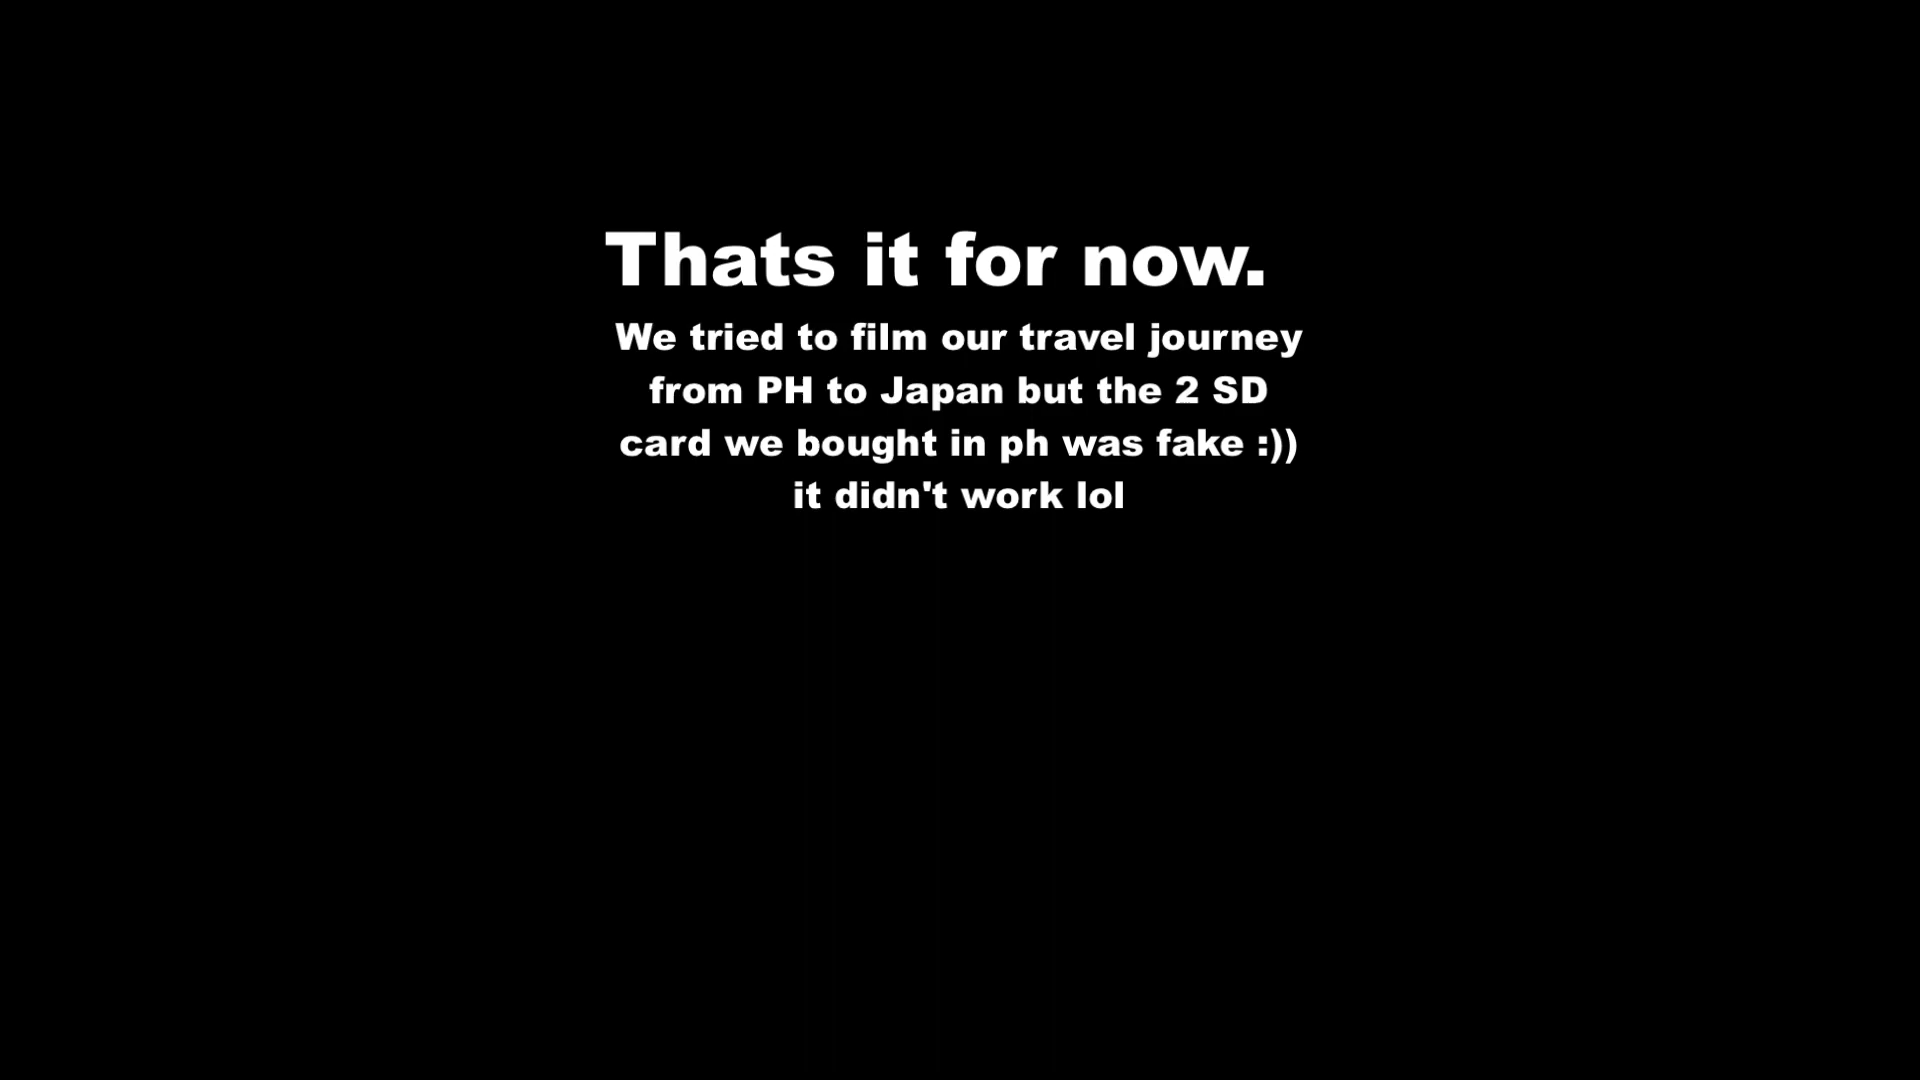 Thats it for now.
We tried to film our travel journey
from PH to Japan but the 2 SD
card we bought in ph was fake :))
it didn't work lol